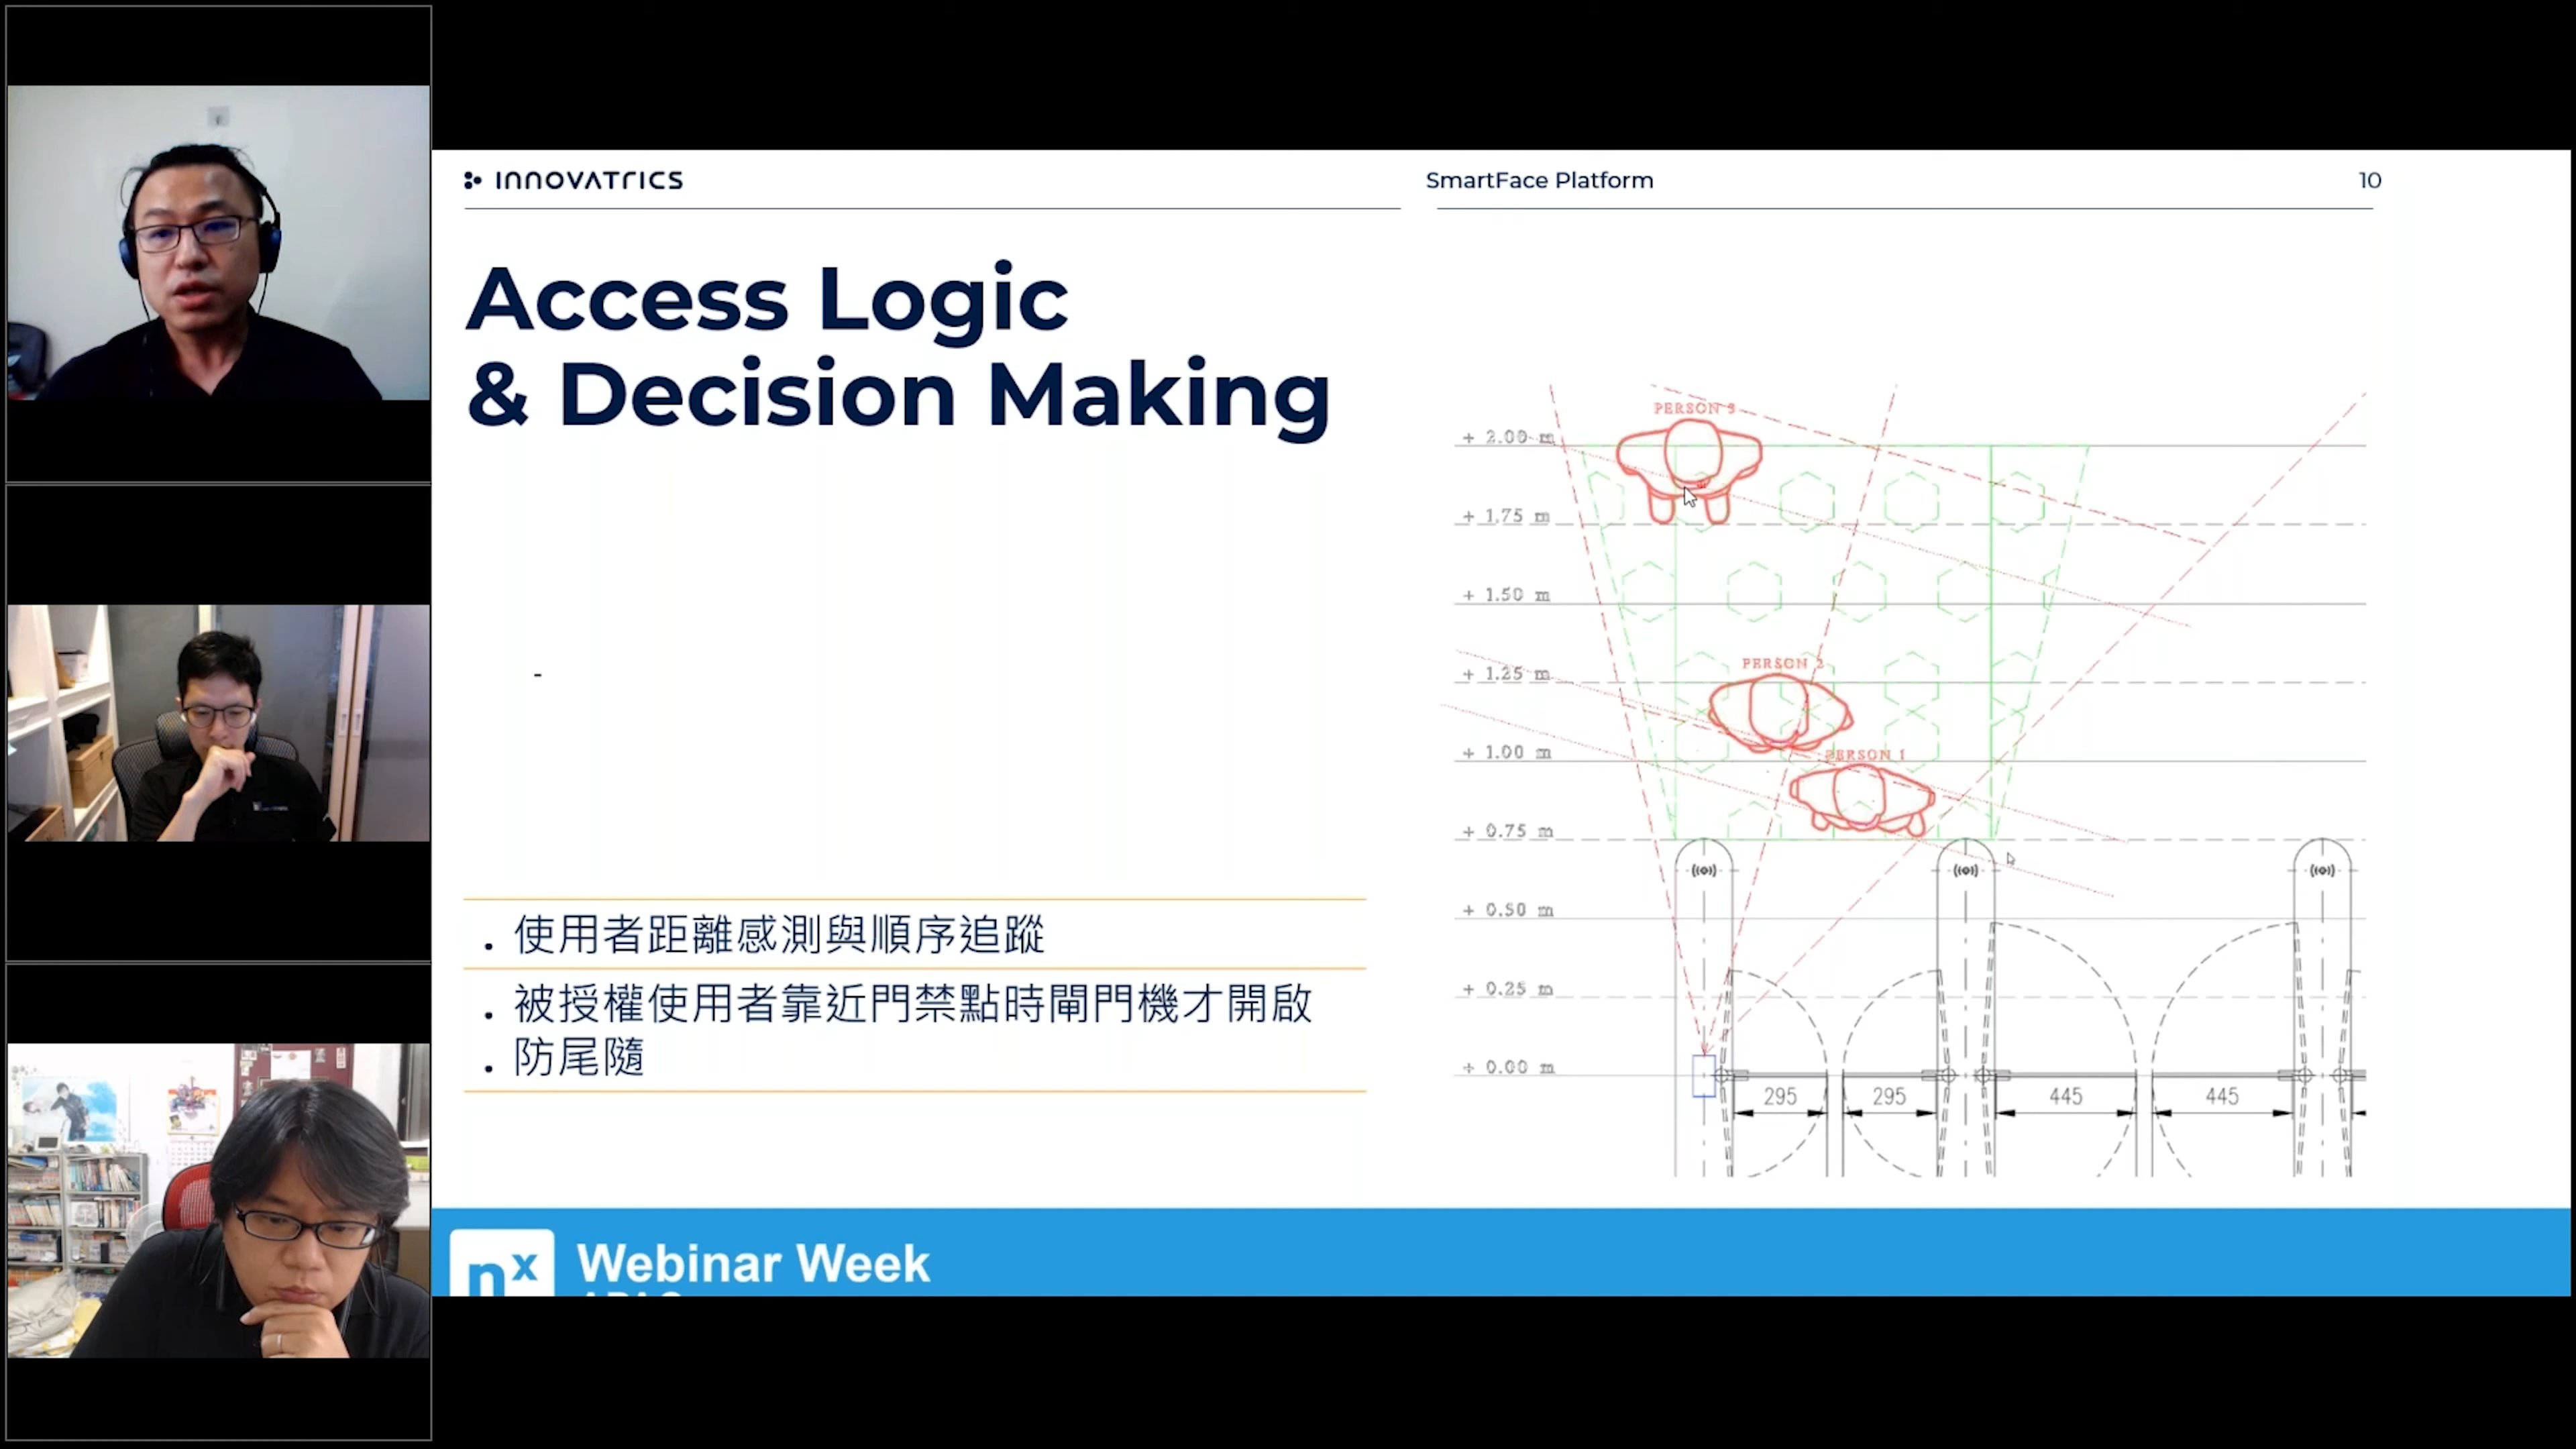 INNOVATRICS
SmartFace Platform
10
Access Logic
& Decision Making
-
. 使用者距離感測與順序追蹤
. 被授權使用者靠近門禁點時閘門機才開啟
. 防尾隨
PERSON 3
+ 2.00 m
+ 1.75 m
+ 1.50 m
PERSON 2
+ 1.25 m
PERSON 1
+ 1.00 m
+ 0.75 m
+ 0.50 m
+ 0.25 m
+ 0.00 m
295
295
445
445
nx
Webinar Week